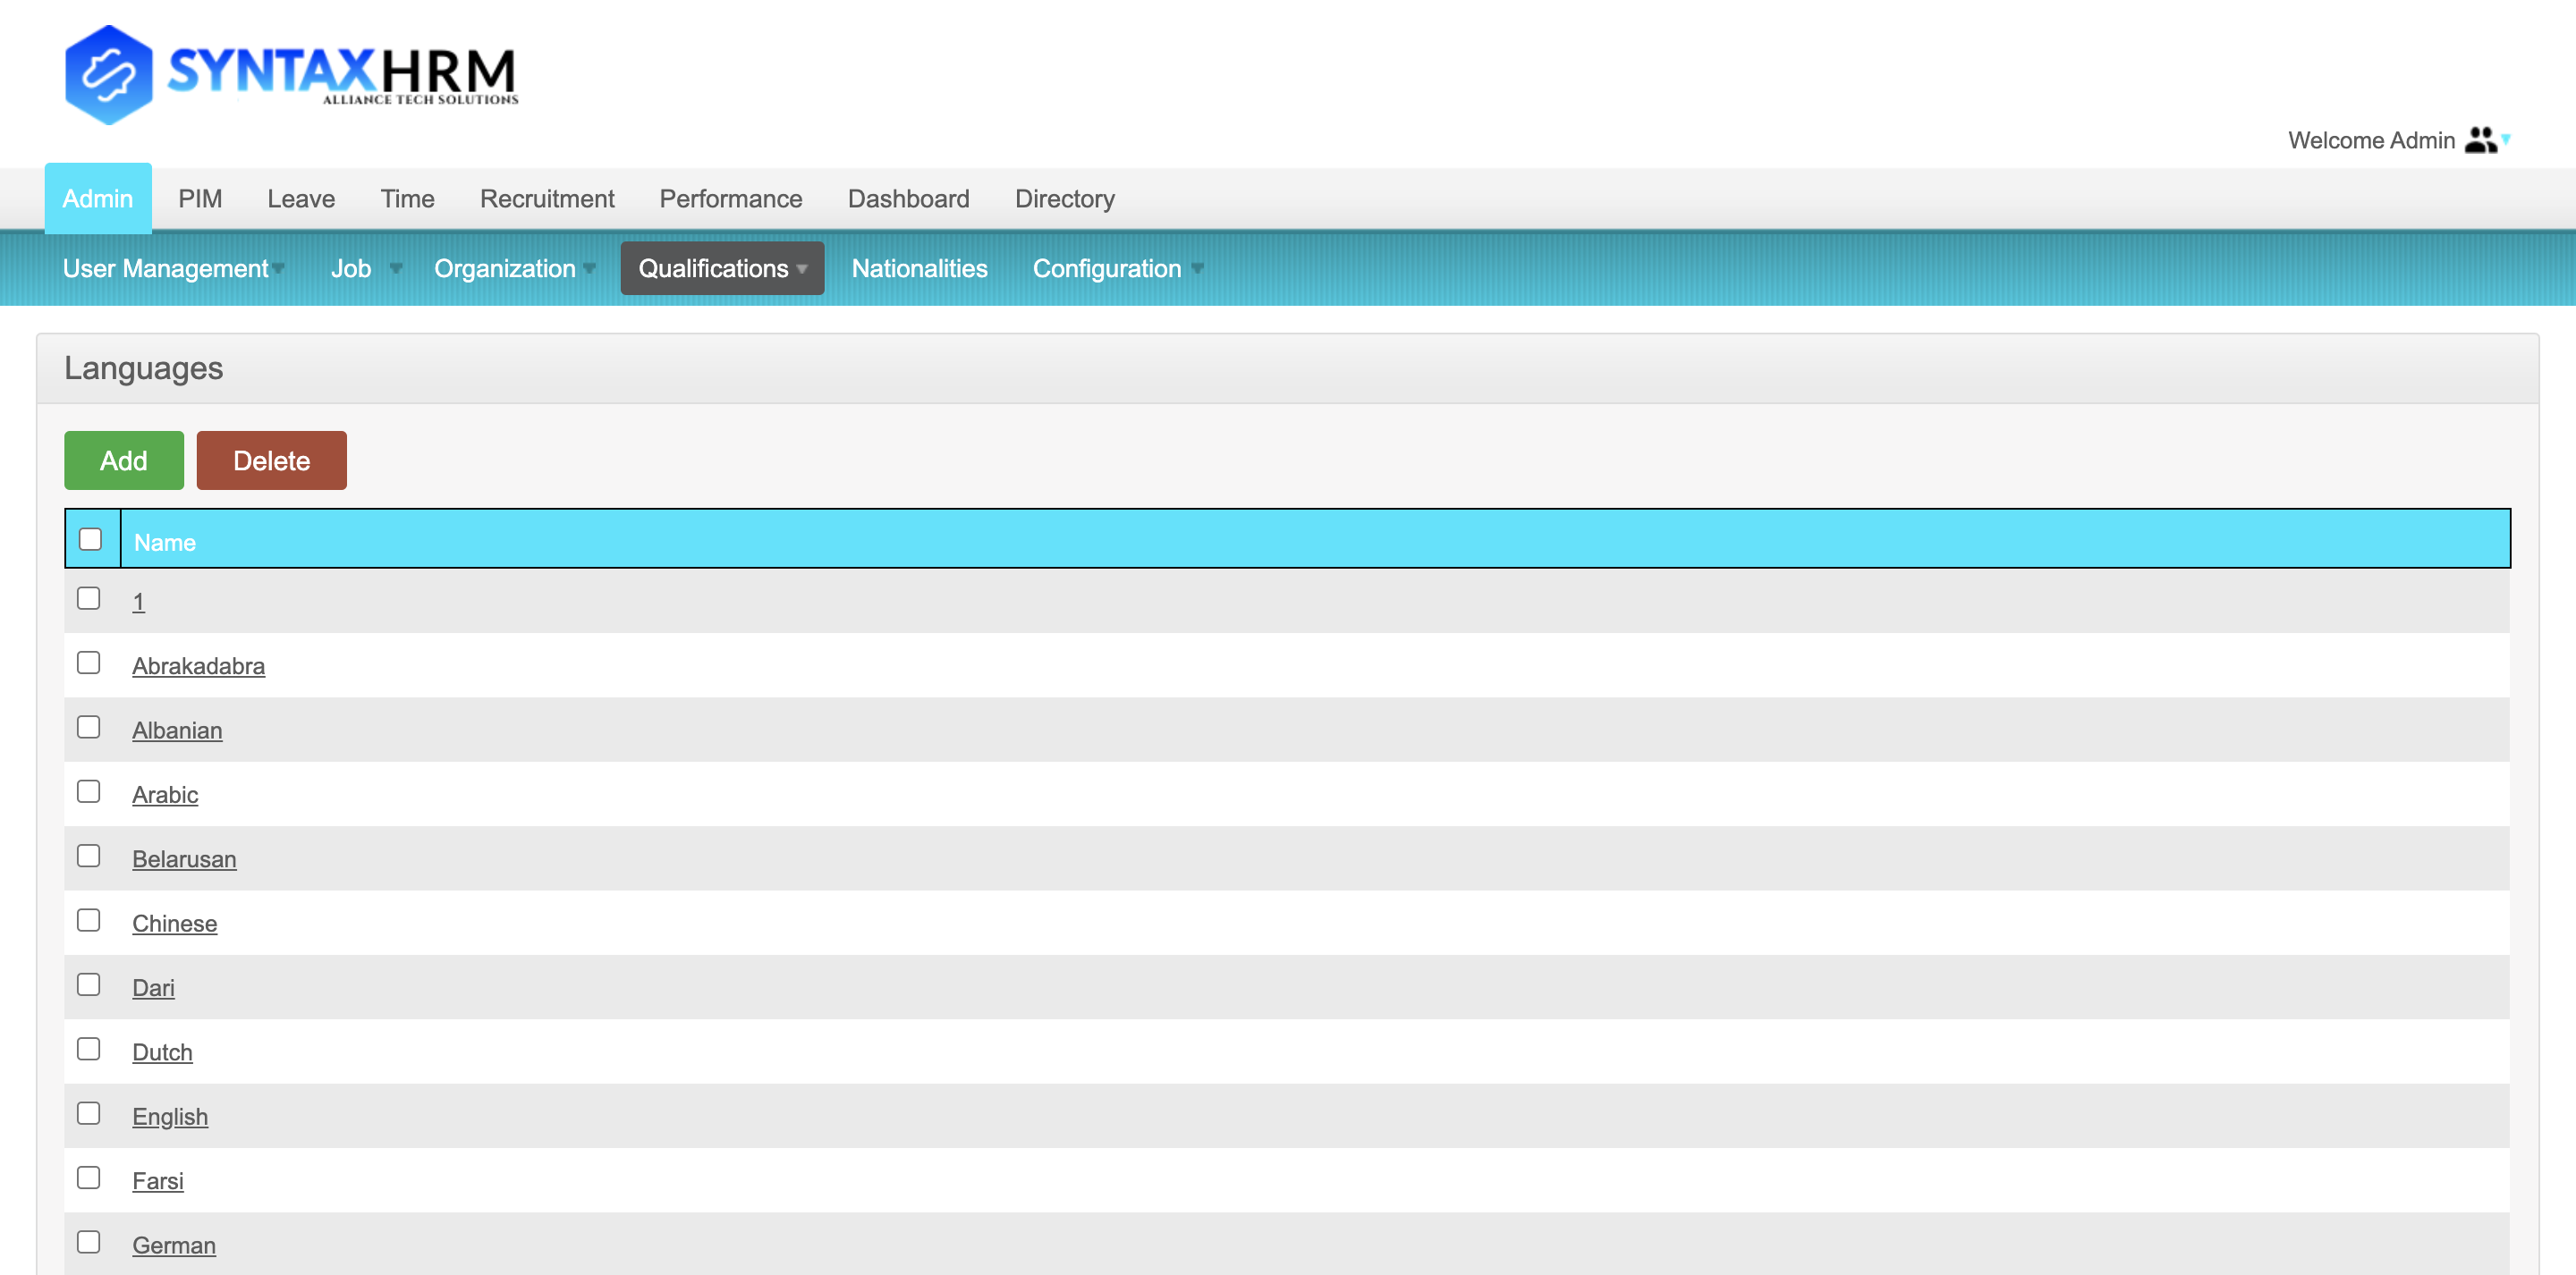 SYNTAXHRM
ALLIANCE TECH SOLUTIONS
Welcome Admin
Admin PIM Leave Time Recruitment Performance Dashboard Directory
User Management Job Organization Qualifications Nationalities Configuration
Languages
Add Delete
Name
1
Abrakadabra
Albanian
Arabic
Belarusan
Chinese
Dari
Dutch
English
Farsi
German